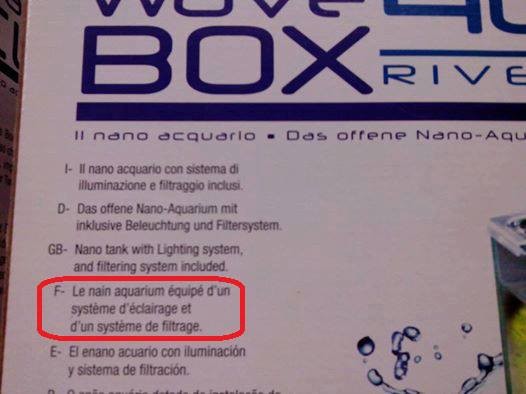 wave
BOX RIVE
Il nano acquario • Das offene Nano-Aqu
I- Il nano acquario con sistema di
illuminazione e filtraggio inclusi.
D- Das offene Nano-Aquarium mit
inklusive Beleuchtung und Filtersystem.
GB- Nano tank with Lighting system,
and filtering system included.
F- Le nain aquarium équipé d'un
système d'éclairage et
d'un système de filtrage.
E- El enano acuario con iluminación
y sistema de filtración.